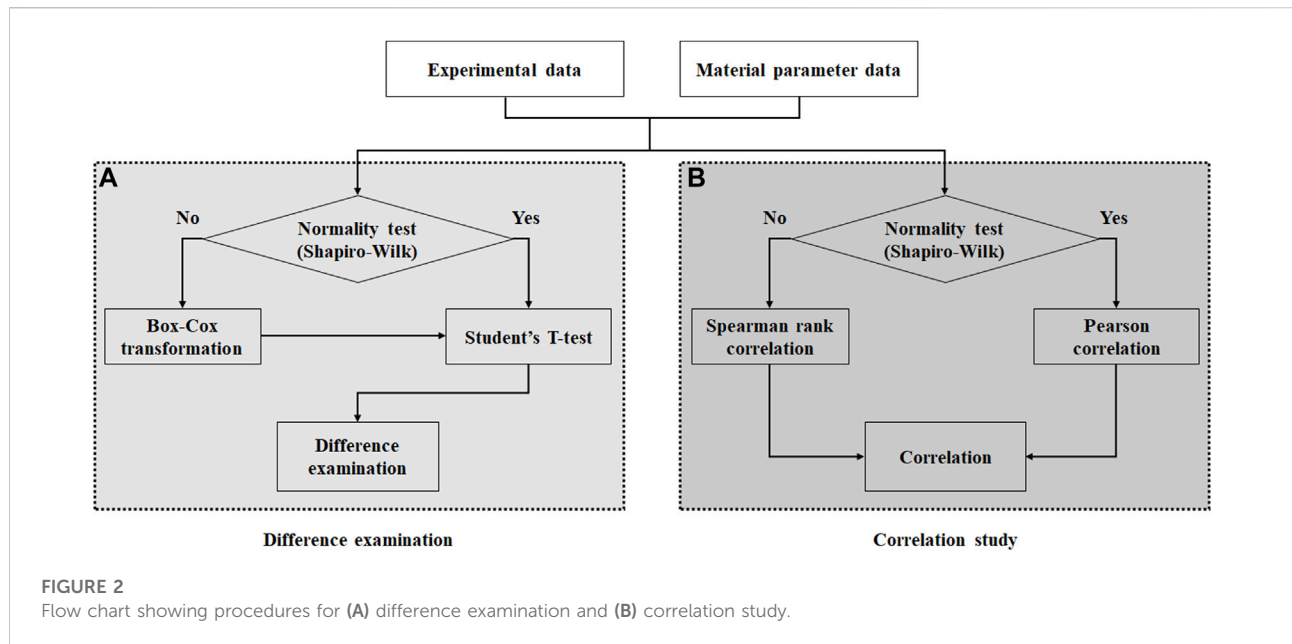 Experimental data
Material parameter data
A
No
Yes
Normality test
(Shapiro-Wilk)
Box-Cox
transformation
Student's T-test
Difference
examination
Difference examination
B
No
Yes
Normality test
(Shapiro-Wilk)
Spearman rank
correlation
Pearson
correlation
Correlation
Correlation study
FIGURE 2
Flow chart showing procedures for (A) difference examination and (B) correlation study.